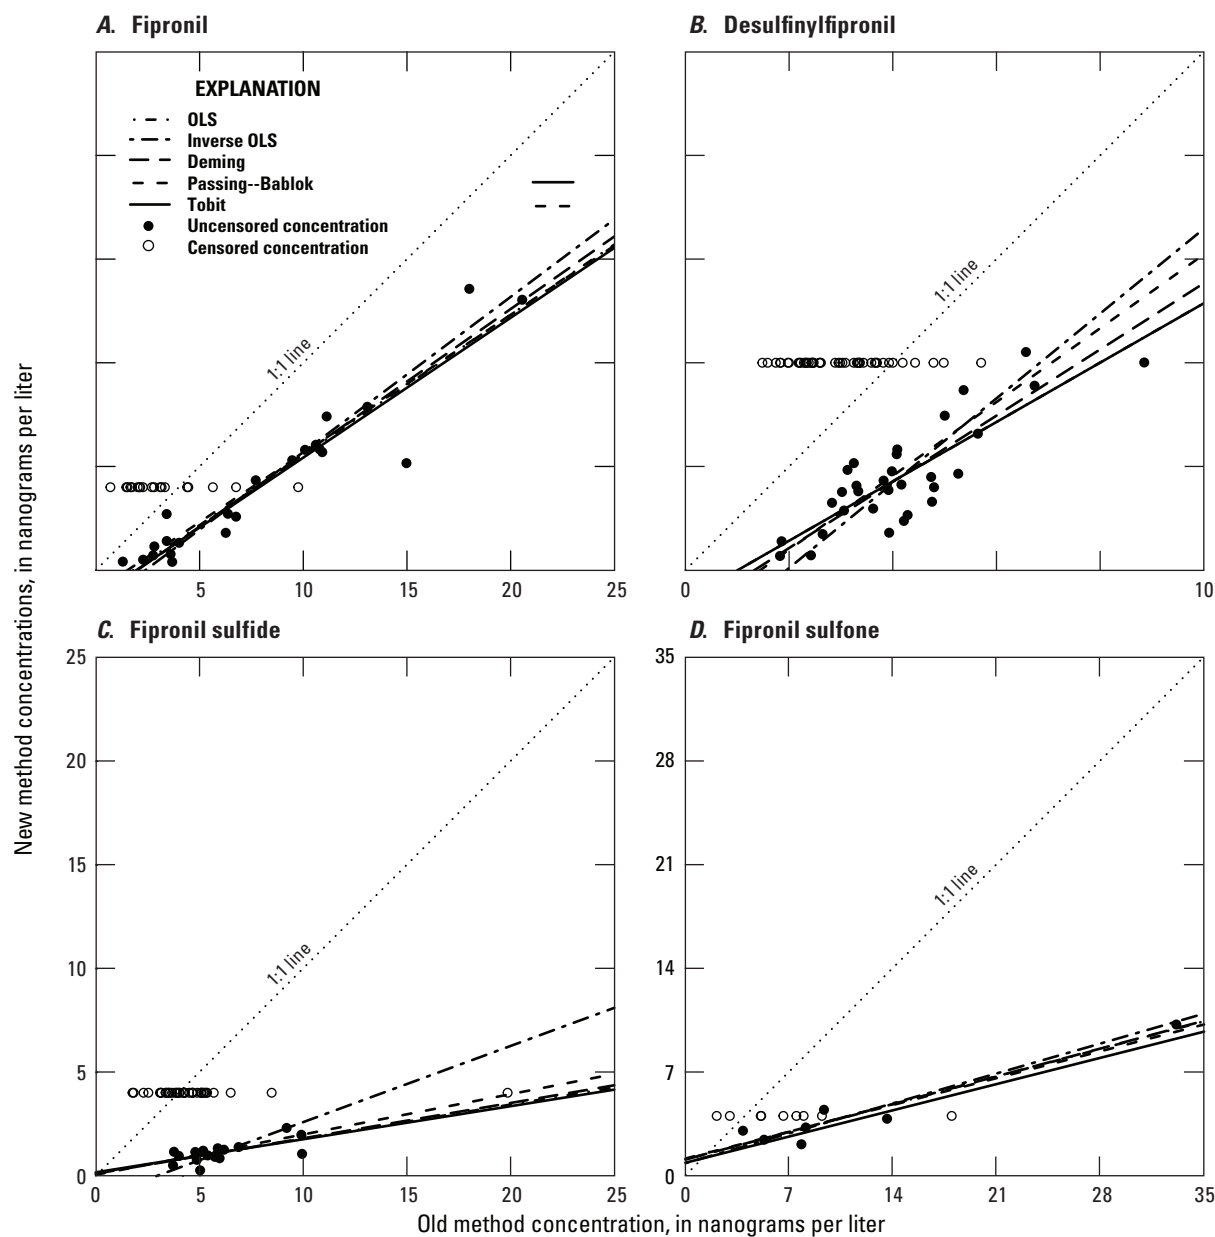 A. Fipronil
B. Desulfinylfipronil
EXPLANATION
OLS
Inverse OLS
Deming
Passing--Bablok
Tobit
Uncensored concentration
Censored concentration
1:1 line
1:1 line
5 10 15 20 25
0 10
New method concentrations, in nanograms per liter
C. Fipronil sulfide
D. Fipronil sulfone
25
20
15
10
5
0
1:1 line
0 5 10 15 20 25
35
28
21
14
7
0
1:1 line
0 7 14 21 28 35
Old method concentration, in nanograms per liter